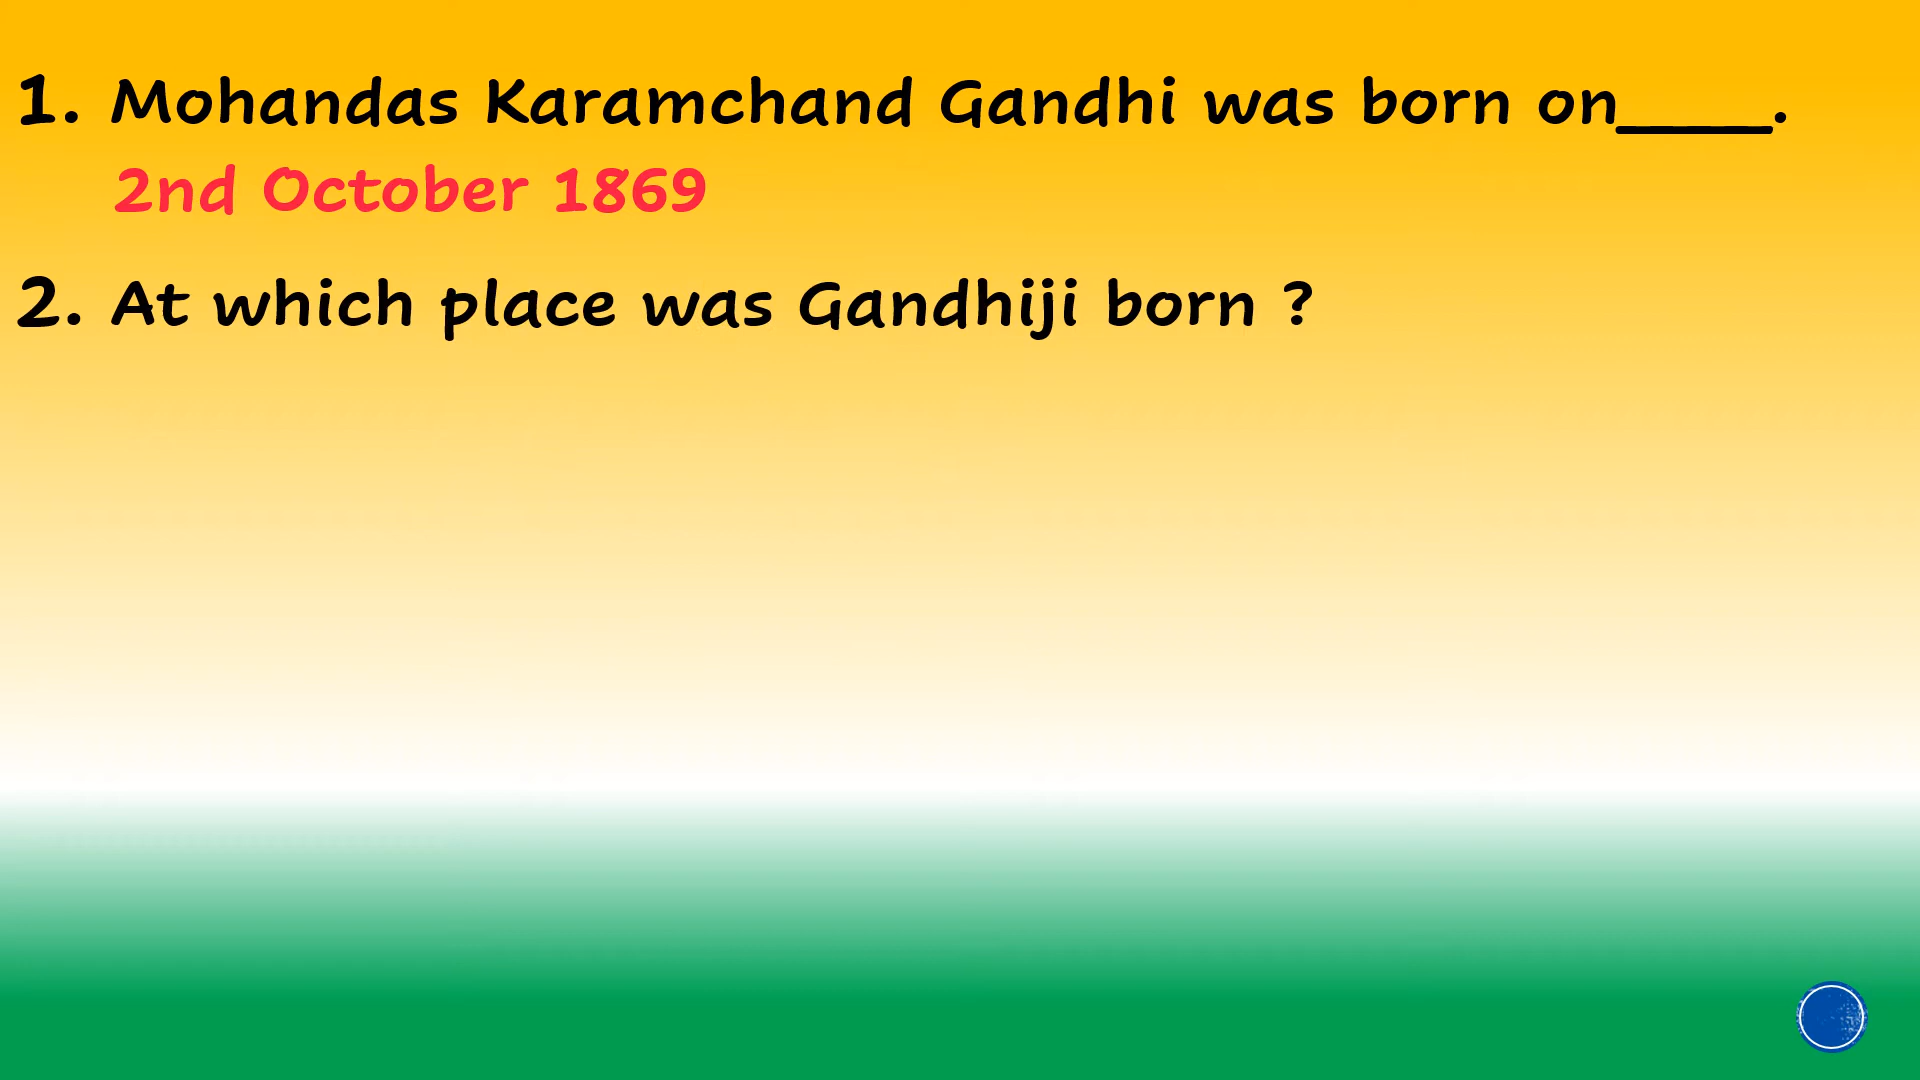 1. Mohandas Karamchand Gandhi was born on____.
2nd October 1869
2. At which place was Gandhiji born ?